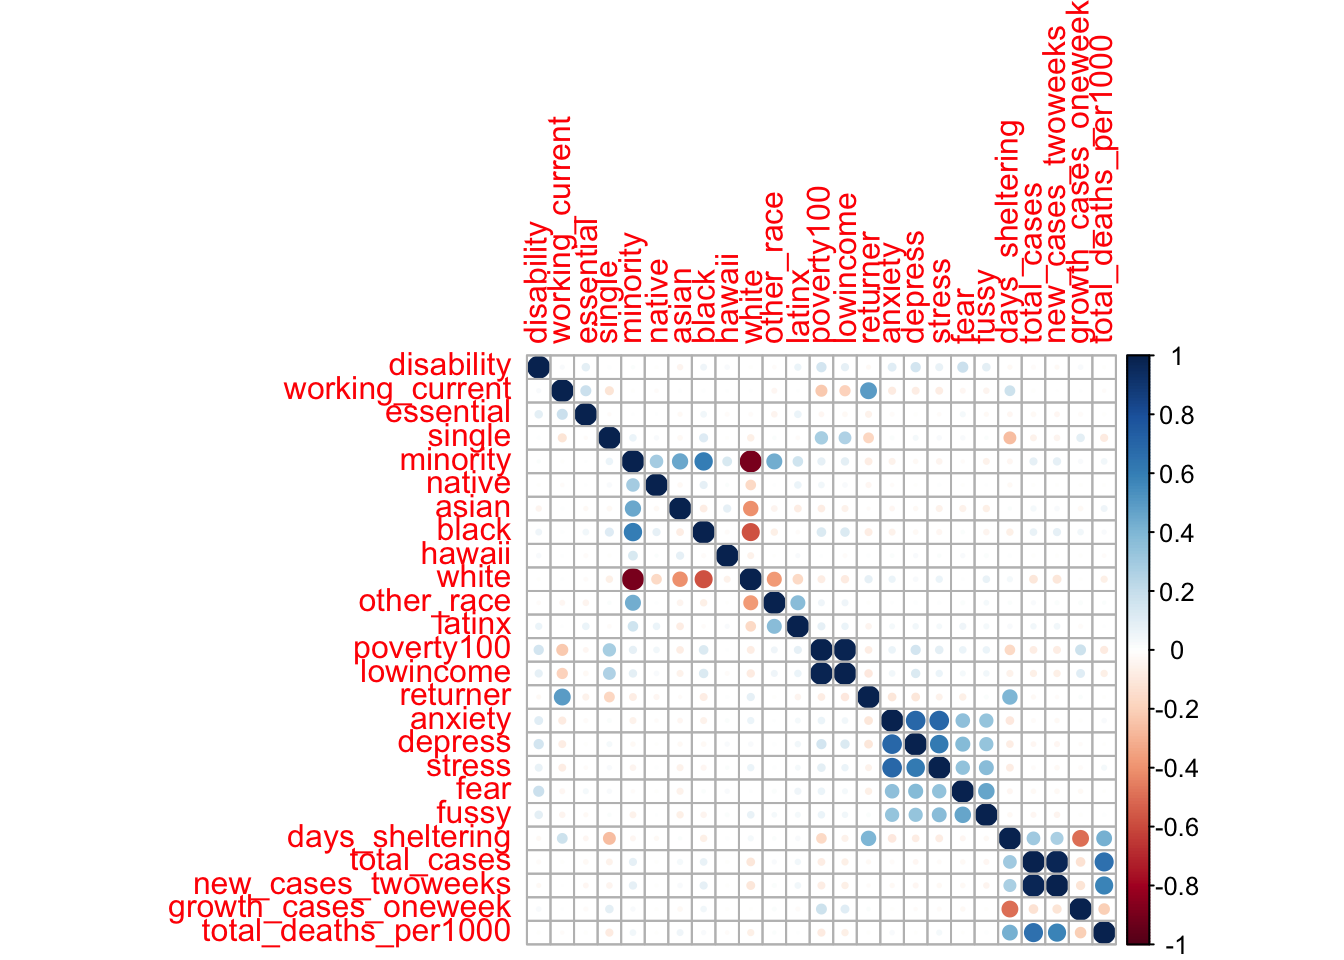 disability
working_current
essential
single
minority
native
asian
black
hawaii
white
other_race
latinx
poverty100
lowincome
returner
anxiety
depress
stress
fear
fussy
days_sheltering
total_cases
new_cases_twoweeks
growth_cases_oneweek
total_deaths_per1000
disability
working_current
essential
single
minority
native
asian
black
hawaii
white
other_race
latinx
poverty100
lowincome
returner
anxiety
depress
stress
fear
fussy
days_sheltering
total_cases
new_cases_twoweeks
growth_cases_oneweek
total_deaths_per1000
1
0.8
0.6
0.4
0.2
0
-0.2
-0.4
-0.6
-0.8
-1